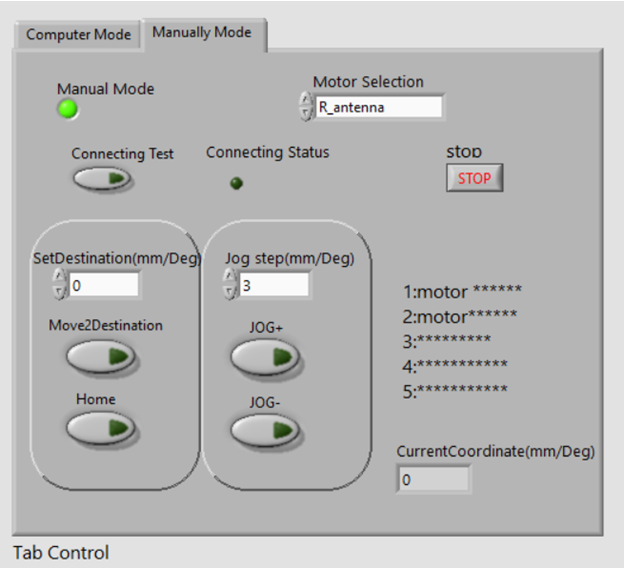 Computer Mode
Manually Mode
Manual Mode
Motor Selection
R_antenna
Connecting Test
Connecting Status
stop
STOP
SetDestination(mm/Deg)
0
Jog step(mm/Deg)
3
Move2Destination
JOG+
Home
JOG-
1:motor ******
2:motor******
3:*********
4:***********
5:***********
CurrentCoordinate(mm/Deg)
0
Tab Control